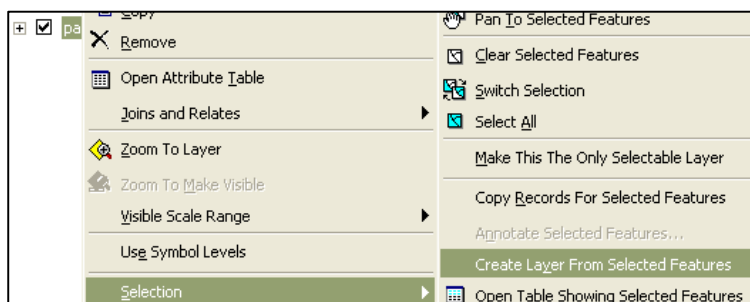 pa
Copy
Remove
Open Attribute Table
Joins and Relates
Zoom To Layer
Zoom To Make Visible
Visible Scale Range
Use Symbol Levels
Selection
Pan To Selected Features
Clear Selected Features
Switch Selection
Select All
Make This The Only Selectable Layer
Copy Records For Selected Features
Annotate Selected Features...
Create Layer From Selected Features
Open Table Showing Selected Features